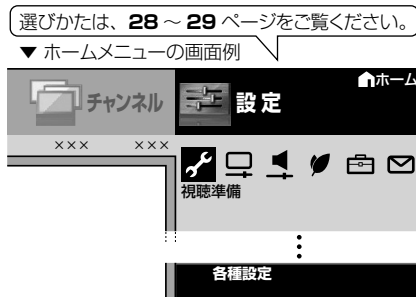 選びかたは、28 ～ 29 ページをご覧ください。
▼ ホームメニューの画面例
ホーム
チャンネル
設定
××× ×××
視聴準備
各種設定